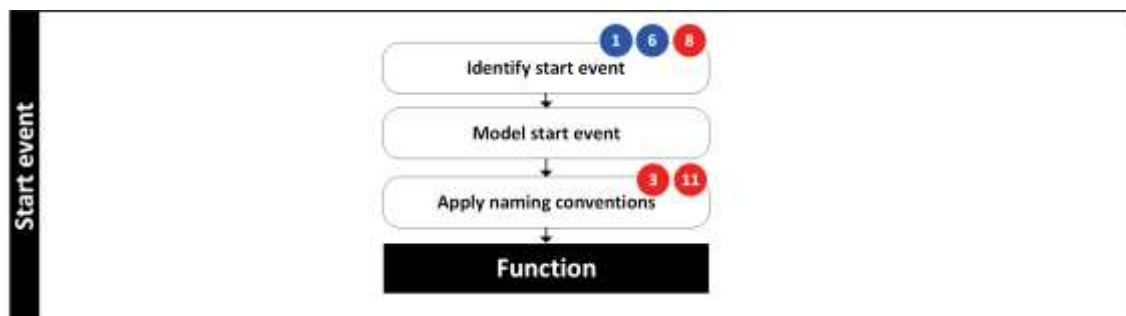 Start event
1 6 8
Identify start event
Model start event
3 11
Apply naming conventions
Function